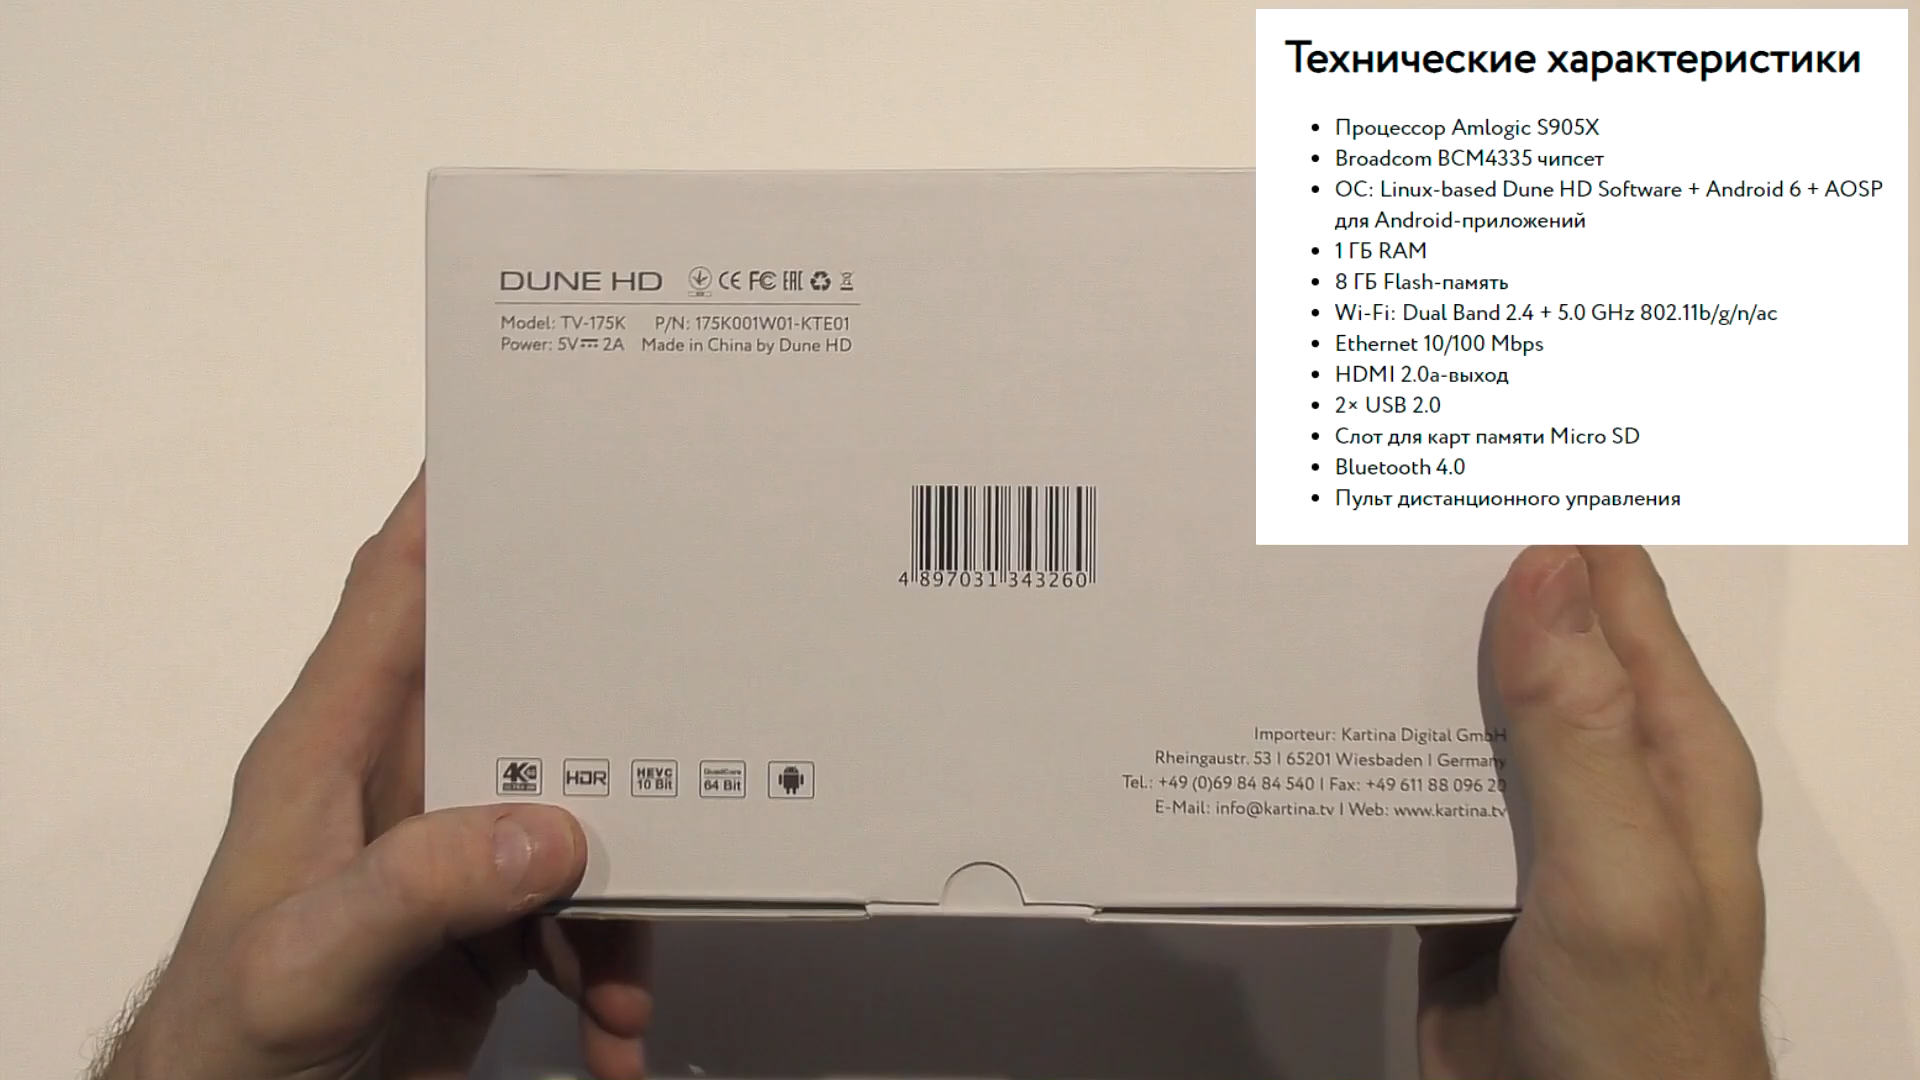 Технические характеристики
Процессор Amlogic S905X
Broadcom BCM4335 чипсет
ОС: Linux-based Dune HD Software + Android 6 + AOSP
для Android-приложений
1 ГБ RAM
8 ГБ Flash-память
Wi-Fi: Dual Band 2.4 + 5.0 GHz 802.11b/g/n/ac
Ethernet 10/100 Mbps
HDMI 2.0a-выход
2× USB 2.0
Слот для карт памяти Micro SD
Bluetooth 4.0
Пульт дистанционного управления
DUNE HD CE FC EAC
Model: TV-175K P/N: 175K001W01-KTE01
Power: 5V⎓2A Made in China by Dune HD
4 897031 343260
Importeur: Kartina Digital GmbH
Rheingaustr. 53 | 65201 Wiesbaden | Germany
Tel.: +49 (0)69 84 84 540 | Fax: +49 611 88 096 20
E-Mail: info@kartina.tv | Web: www.kartina.tv
4K
HDR
HEVC
10 Bit
QuadCore
64 Bit